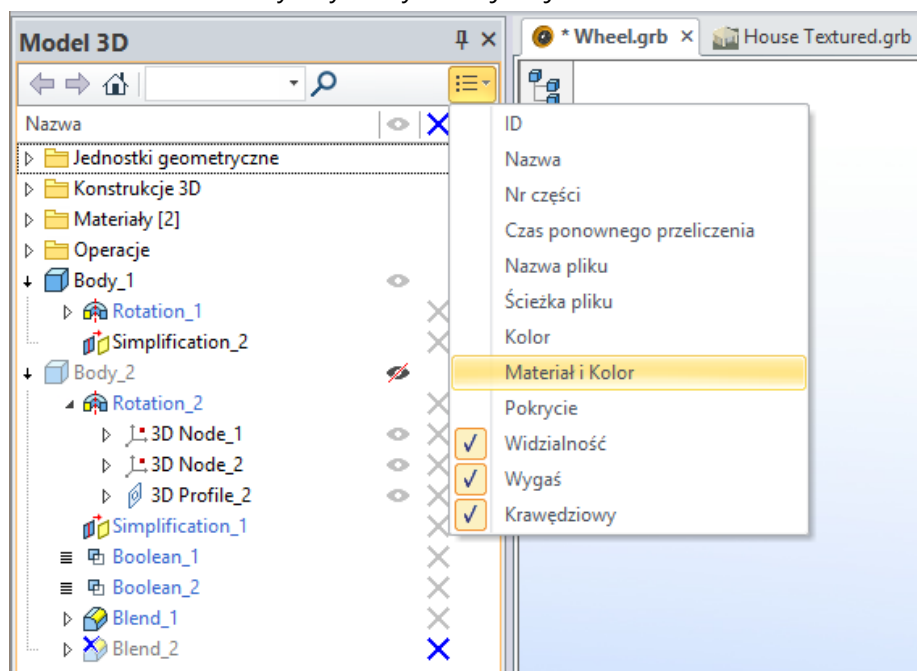 Model 3D
* Wheel.grb
House Textured.grb
Nazwa
Jednostki geometryczne
Konstrukcje 3D
Materiały [2]
Operacje
Body_1
Rotation_1
Simplification_2
Body_2
Rotation_2
3D Node_1
3D Node_2
3D Profile_2
Simplification_1
Boolean_1
Boolean_2
Blend_1
Blend_2
ID
Nazwa
Nr części
Czas ponownego przeliczenia
Nazwa pliku
Ścieżka pliku
Kolor
Materiał i Kolor
Pokrycie
Widzialność
Wygaś
Krawędziowy